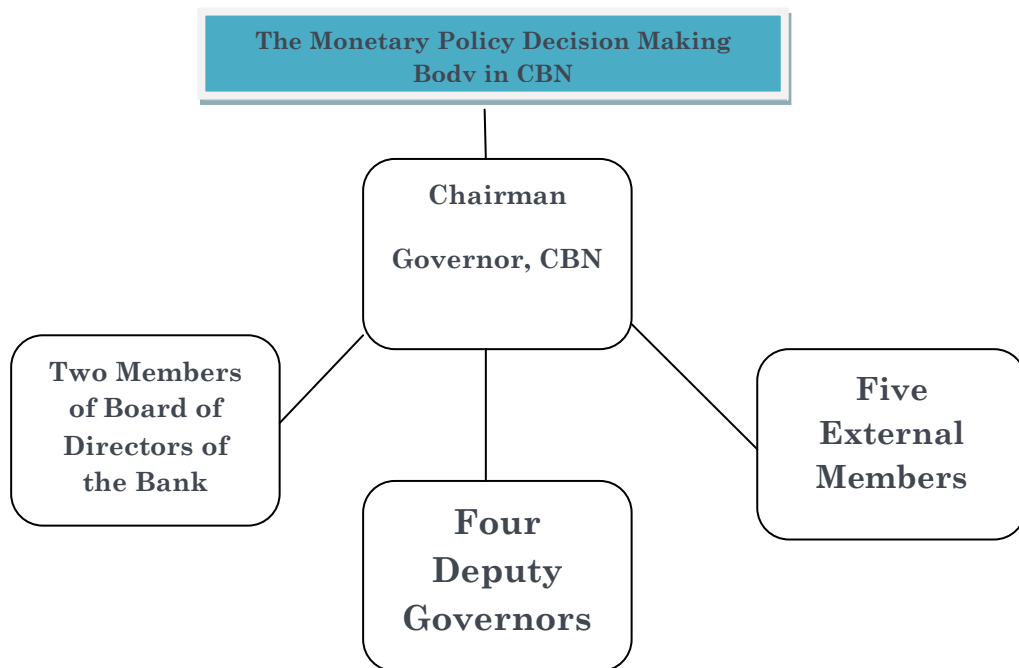 The Monetary Policy Decision Making
Body in CBN
Chairman
Governor, CBN
Two Members
of Board of
Directors of
the Bank
Four
Deputy
Governors
Five
External
Members